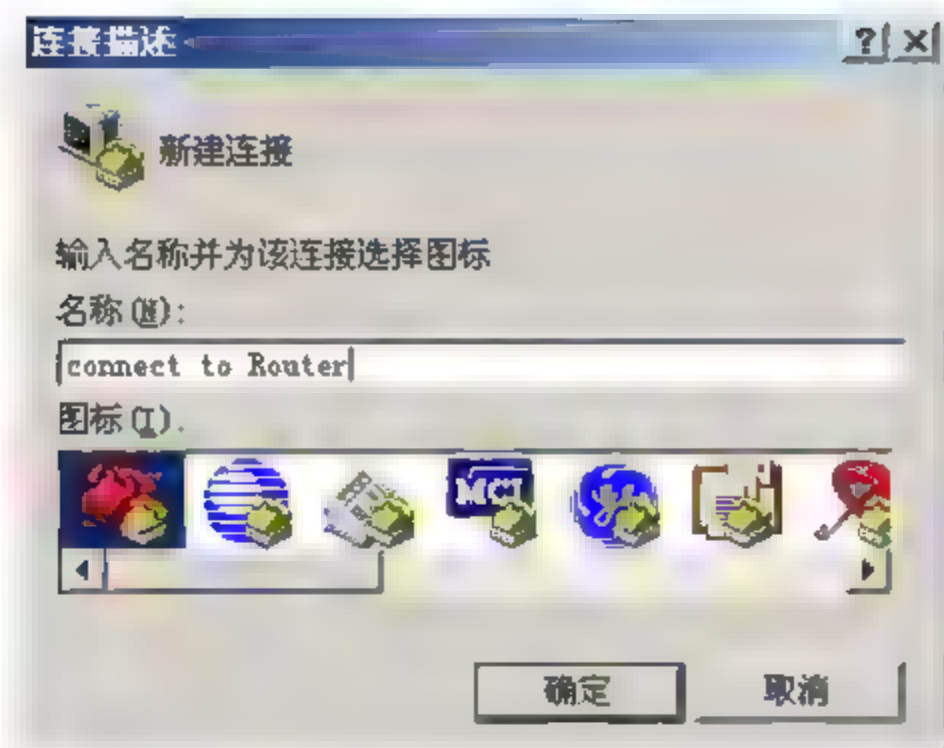 连接描述
新建连接
输入名称并为该连接选择图标
名称(N):
connect to Router
图标(I).
MCI
确定 取消